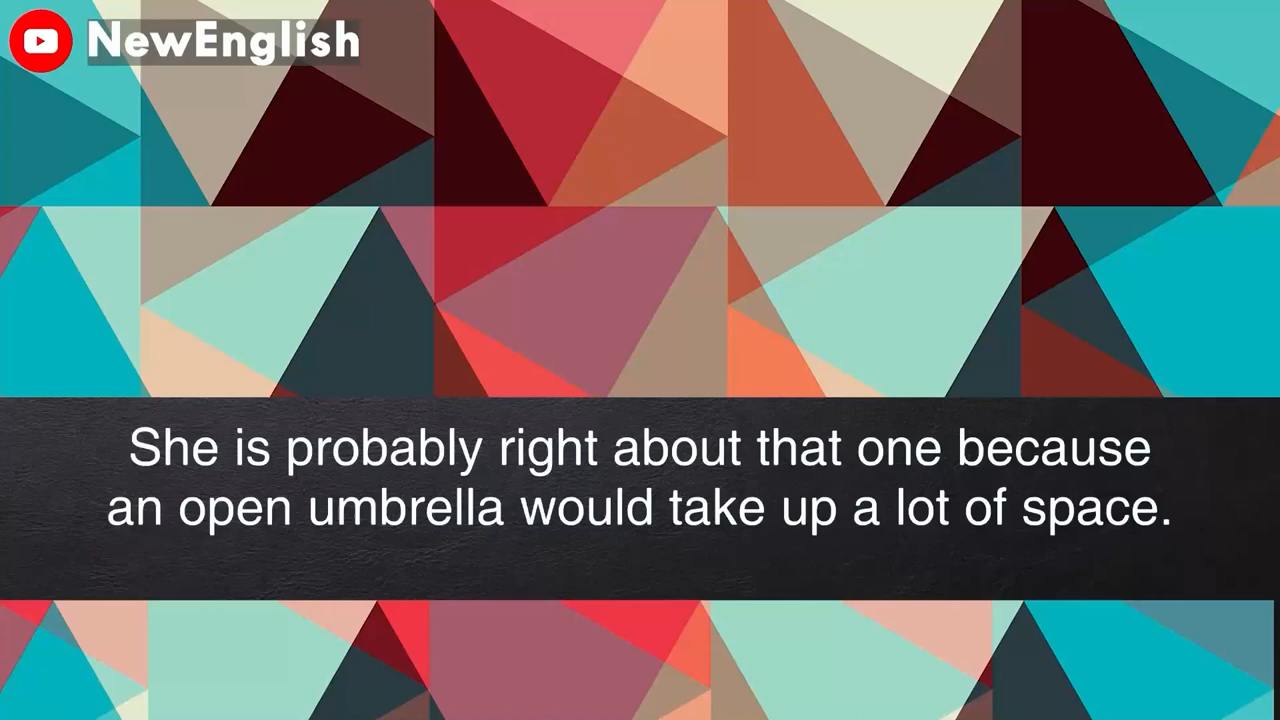 NewEnglish
She is probably right about that one because
an open umbrella would take up a lot of space.